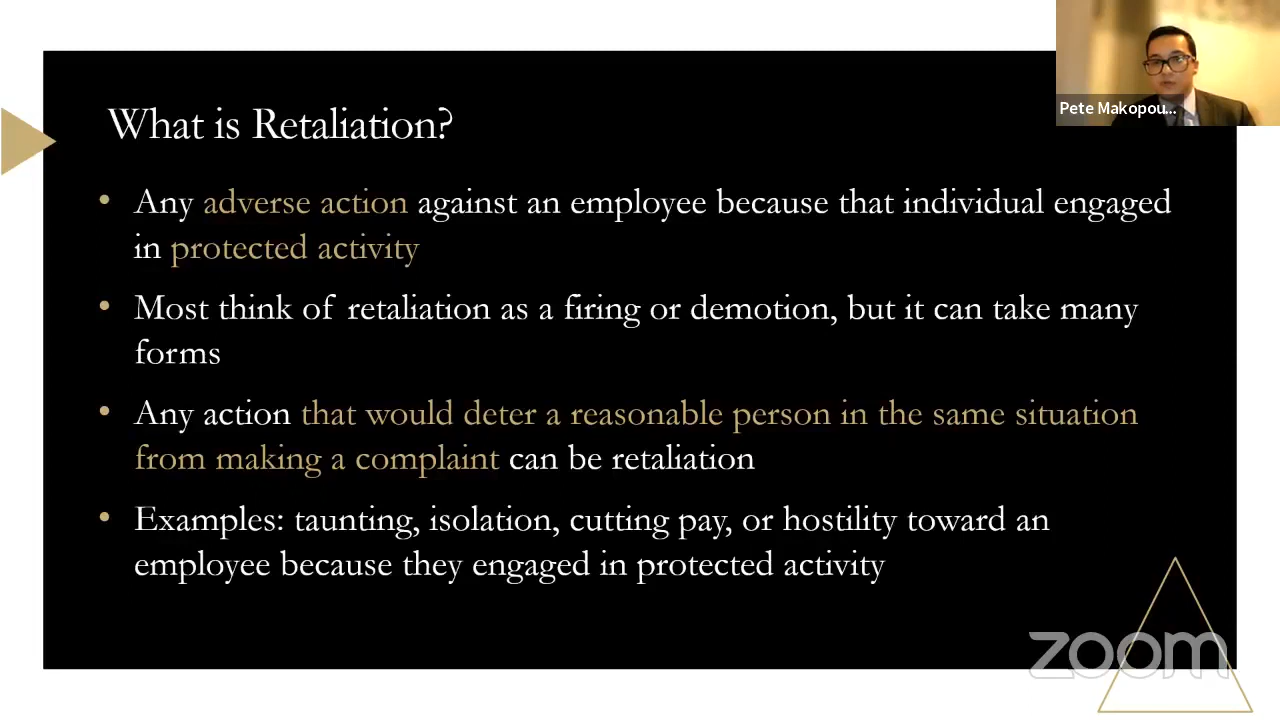 Pete Makopou...
What is Retaliation?
• Any adverse action against an employee because that individual engaged
in protected activity
• Most think of retaliation as a firing or demotion, but it can take many
forms
• Any action that would deter a reasonable person in the same situation
from making a complaint can be retaliation
• Examples: taunting, isolation, cutting pay, or hostility toward an
employee because they engaged in protected activity
zoom